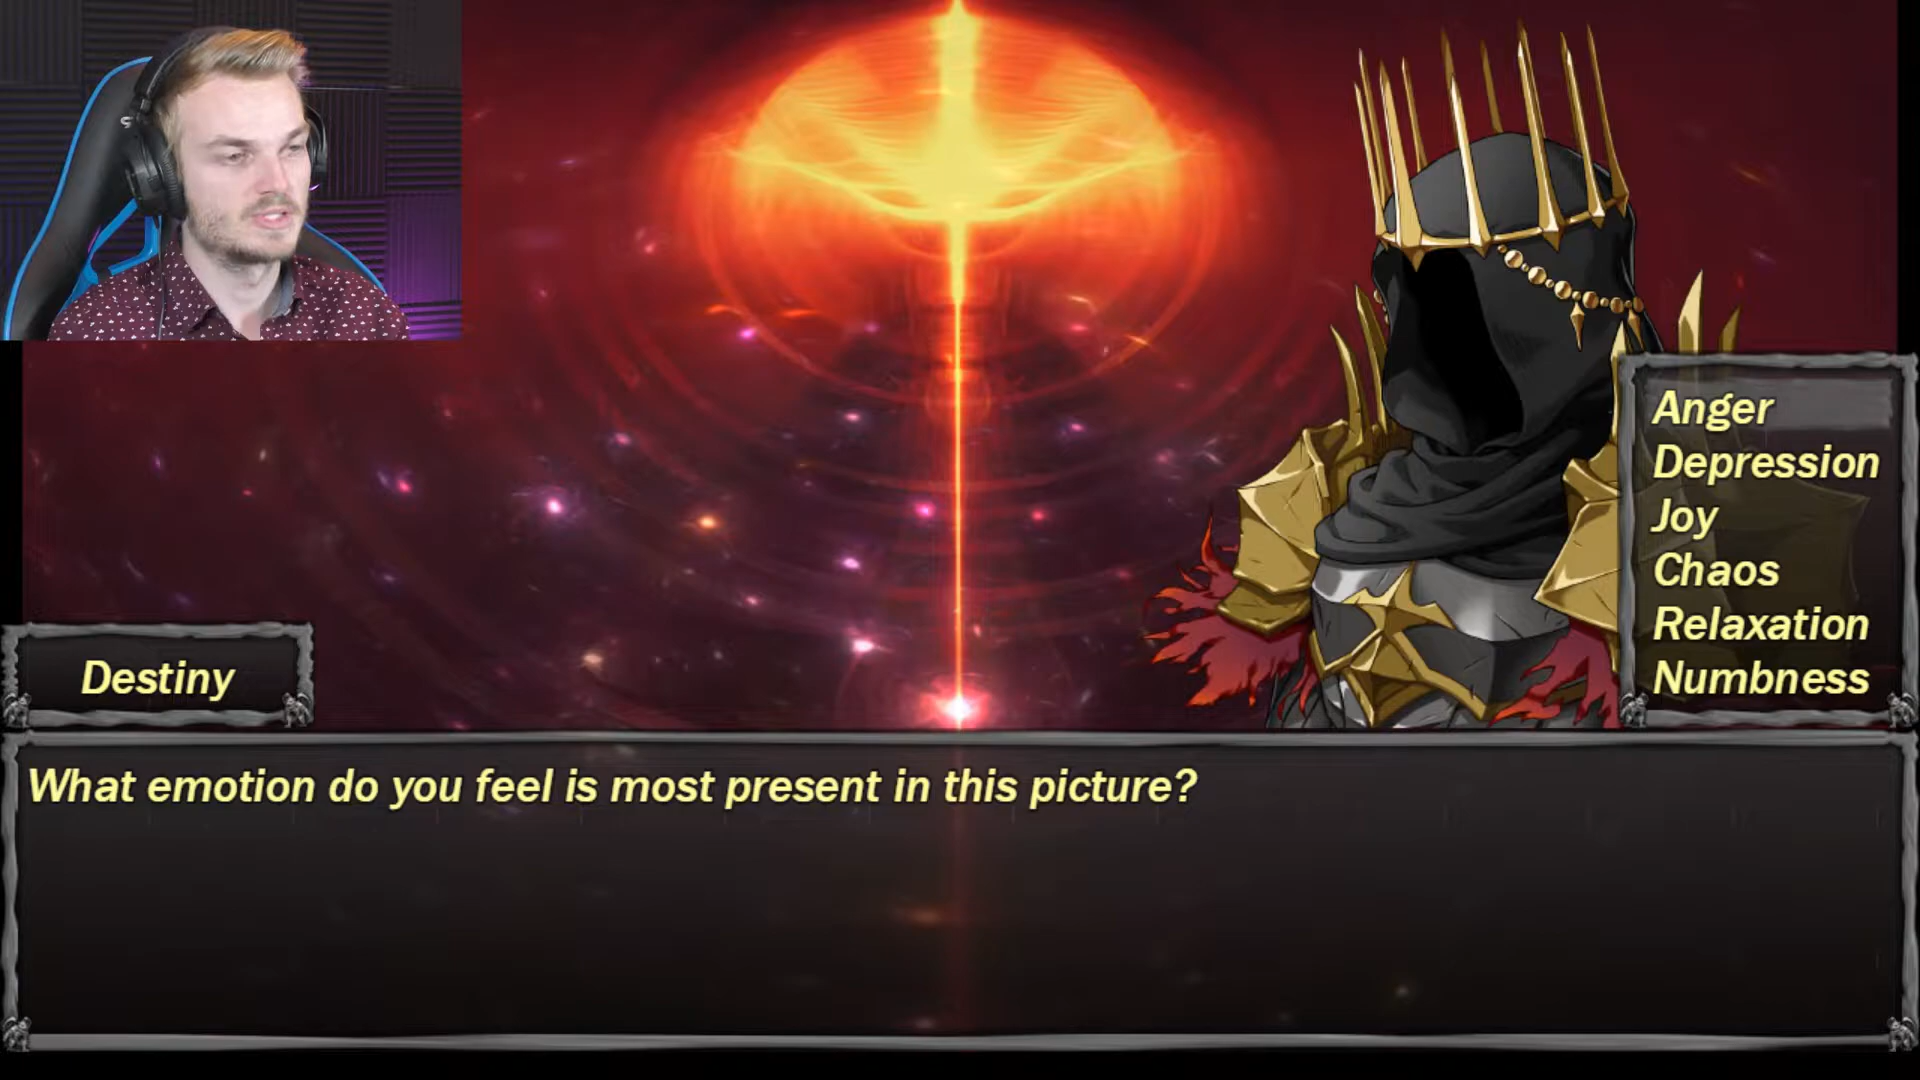 Anger
Depression
Joy
Chaos
Relaxation
Numbness
Destiny
What emotion do you feel is most present in this picture?